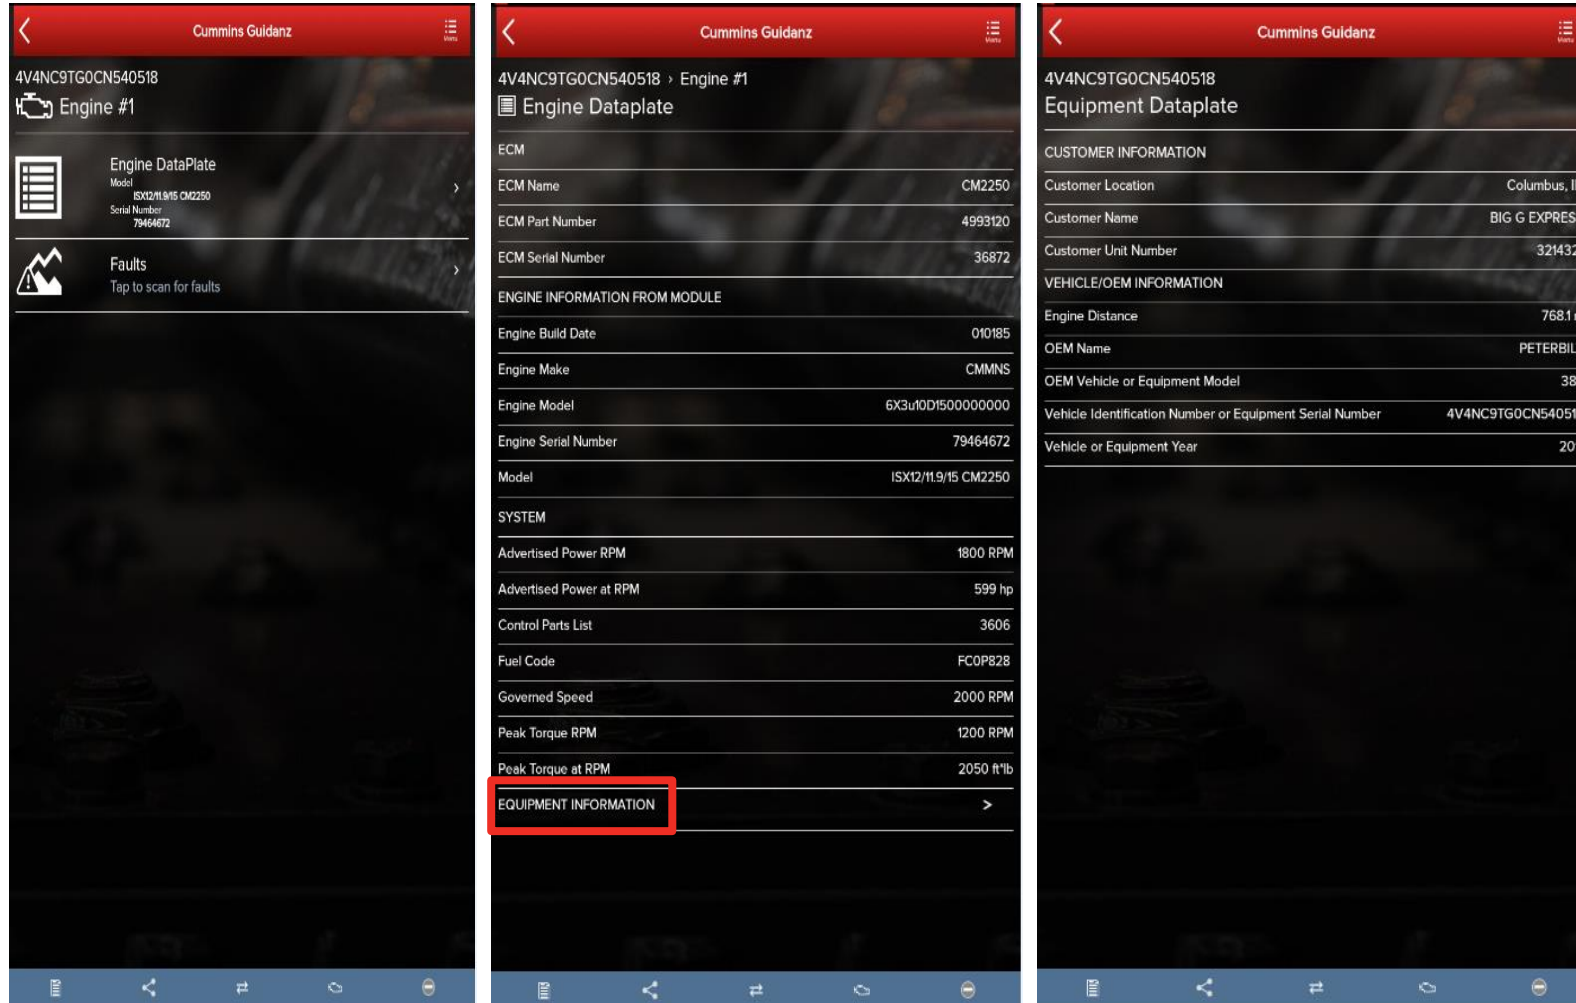 Cummins Guidanz
Menu
4V4NC9TG0CN540518
Engine #1
Engine DataPlate
Model
ISX12/11.9/15 CM2250
Serial Number
79464672
Faults
Tap to scan for faults
Cummins Guidanz
Menu
4V4NC9TG0CN540518 › Engine #1
Engine Dataplate
ECM
ECM Name CM2250
ECM Part Number 4993120
ECM Serial Number 36872
ENGINE INFORMATION FROM MODULE
Engine Build Date 010185
Engine Make CMMNS
Engine Model 6X3u10D1500000000
Engine Serial Number 79464672
Model ISX12/11.9/15 CM2250
SYSTEM
Advertised Power RPM 1800 RPM
Advertised Power at RPM 599 hp
Control Parts List 3606
Fuel Code FC0P828
Governed Speed 2000 RPM
Peak Torque RPM 1200 RPM
Peak Torque at RPM 2050 ft*lb
EQUIPMENT INFORMATION >
Cummins Guidanz
Menu
4V4NC9TG0CN540518
Equipment Dataplate
CUSTOMER INFORMATION
Customer Location Columbus,
Customer Name BIG G EXPRES
Customer Unit Number 321432
VEHICLE/OEM INFORMATION
Engine Distance 768.1
OEM Name PETERBIL
OEM Vehicle or Equipment Model 38
Vehicle Identification Number or Equipment Serial Number 4V4NC9TG0CN54051
Vehicle or Equipment Year 20